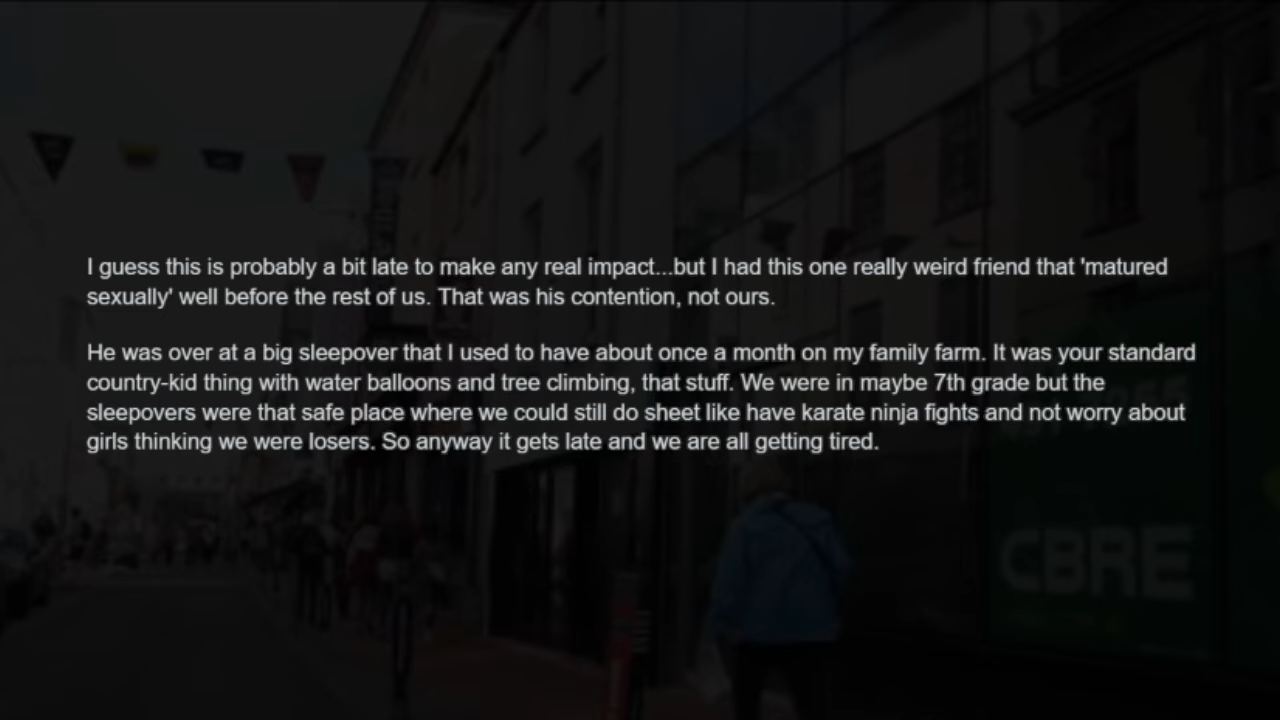 I guess this is probably a bit late to make any real impact...but I had this one really weird friend that 'matured
sexually' well before the rest of us. That was his contention, not ours.
He was over at a big sleepover that I used to have about once a month on my family farm. It was your standard
country-kid thing with water balloons and tree climbing, that stuff. We were in maybe 7th grade but the
sleepovers were that safe place where we could still do sheet like have karate ninja fights and not worry about
girls thinking we were losers. So anyway it gets late and we are all getting tired.
CBRE